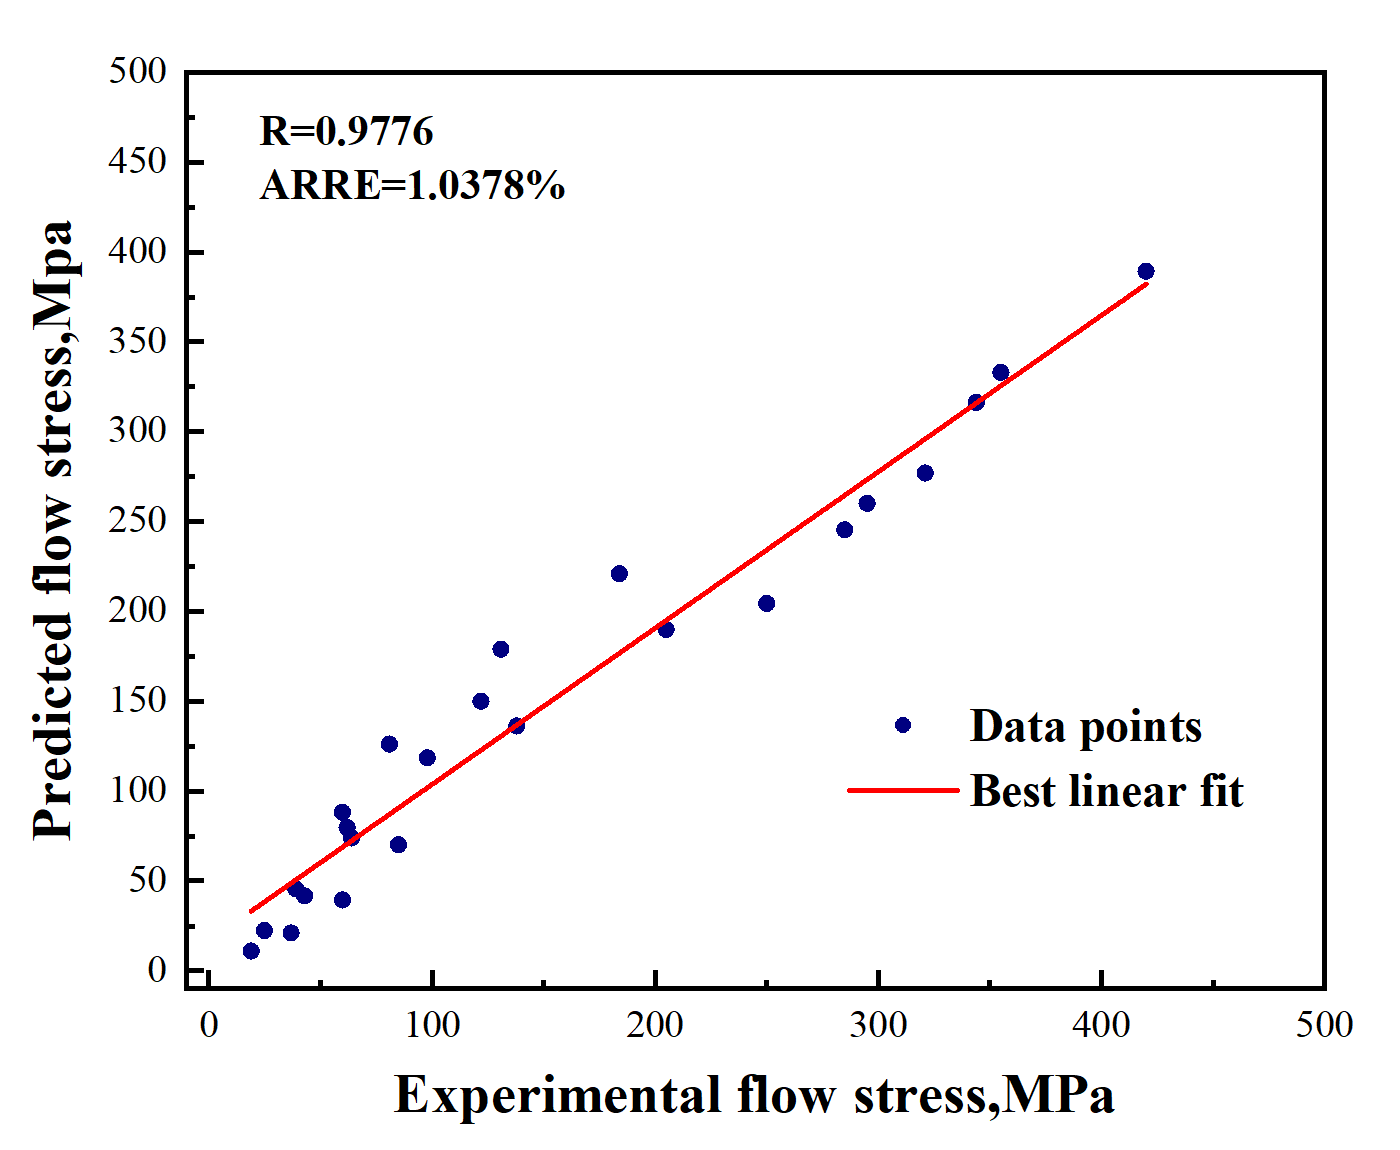 500
450
400
350
300
250
200
150
100
50
0
R=0.9776
ARRE=1.0378%
Predicted flow stress,Mpa
Data points
Best linear fit
0 100 200 300 400 500
Experimental flow stress,MPa